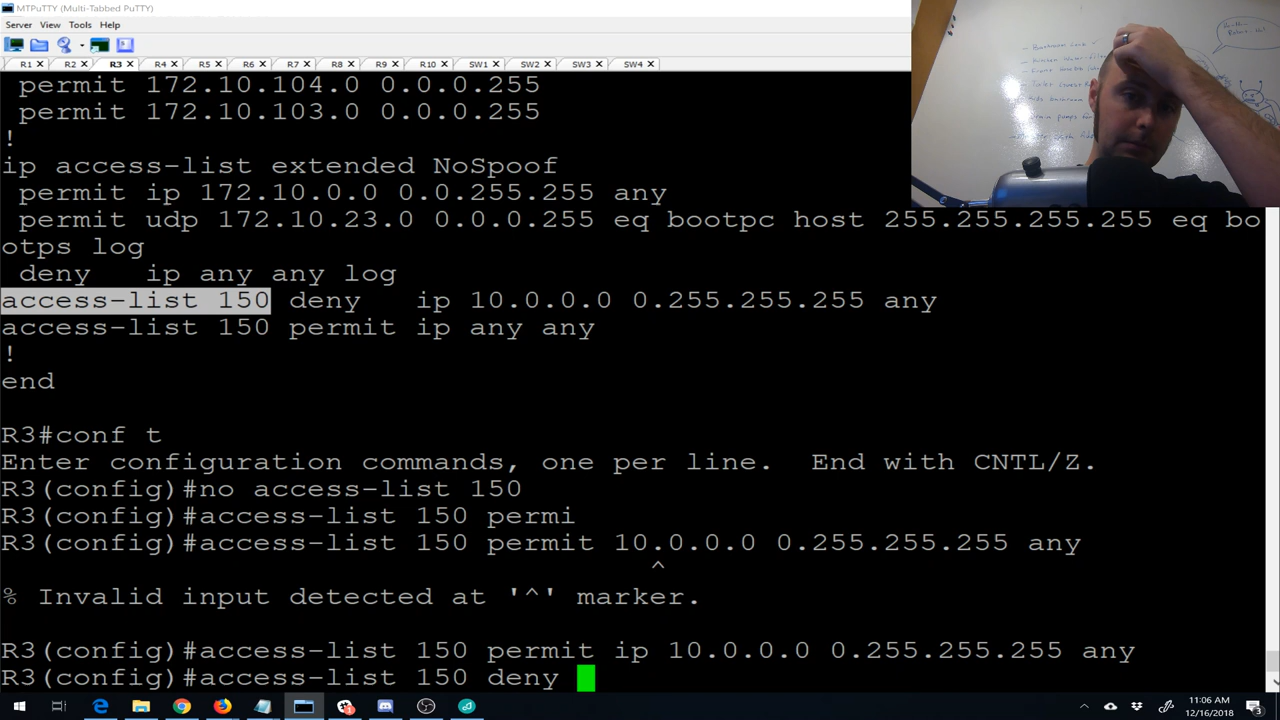 MTPuTTY (Multi-Tabbed PuTTY)
Server View Tools Help
R1 R2 R3 R4 R5 R6 R7 R8 R9 R10 SW1 SW2 SW3 SW4
permit 172.10.104.0 0.0.0.255
permit 172.10.103.0 0.0.0.255
!
ip access-list extended NoSpoof
permit ip 172.10.0.0 0.0.255.255 any
permit udp 172.10.23.0 0.0.0.255 eq bootpc host 255.255.255.255 eq bo
otps log
deny ip any any log
access-list 150 deny ip 10.0.0.0 0.255.255.255 any
access-list 150 permit ip any any
!
end
R3#conf t
Enter configuration commands, one per line. End with CNTL/Z.
R3(config)#no access-list 150
R3(config)#access-list 150 permi
R3(config)#access-list 150 permit 10.0.0.0 0.255.255.255 any
^
% Invalid input detected at '^' marker.
R3(config)#access-list 150 permit ip 10.0.0.0 0.255.255.255 any
R3(config)#access-list 150 deny
11:06 AM
12/16/2018
3